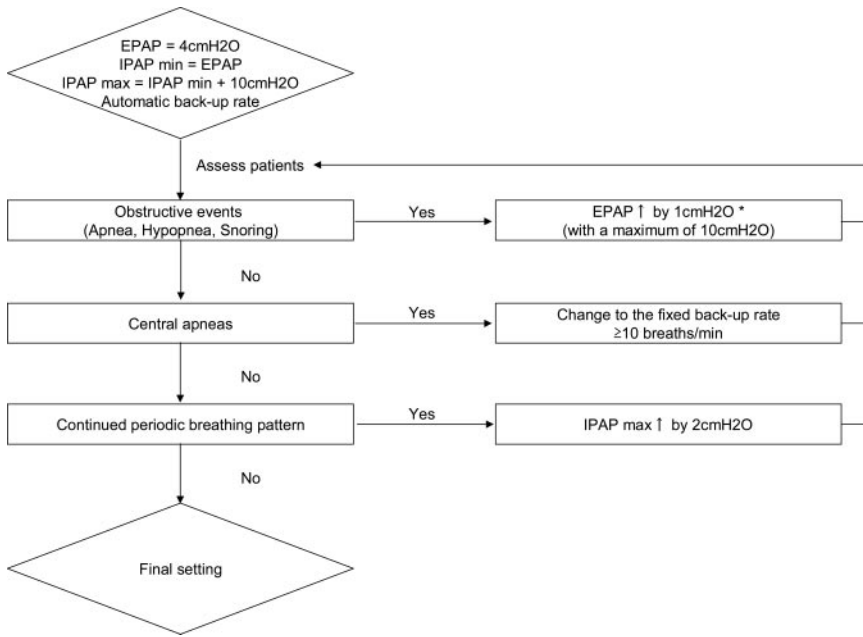 EPAP = 4cmH2O
IPAP min = EPAP
IPAP max = IPAP min + 10cmH2O
Automatic back-up rate
Assess patients
Obstructive events
(Apnea, Hypopnea, Snoring)
Yes
EPAP ↑ by 1cmH2O *
(with a maximum of 10cmH2O)
No
Central apneas
Yes
Change to the fixed back-up rate
≥10 breaths/min
No
Continued periodic breathing pattern
Yes
IPAP max ↑ by 2cmH2O
No
Final setting